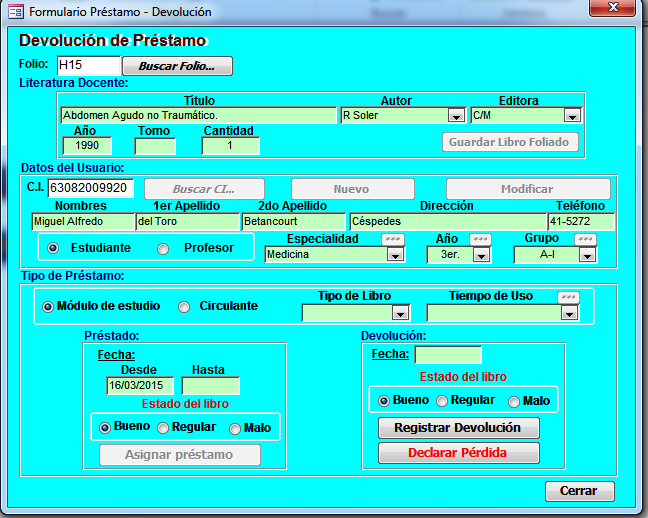 Formulario Préstamo - Devolución
Devolución de Préstamo
Folio: H15 Buscar Folio...
Literatura Docente:
Titulo Autor Editora
Abdomen Agudo no Traumático. R Soler C/M
Año Tomo Cantidad
1990 1 Guardar Libro Foliado
Datos del Usuario:
C.I. 63082009920 Buscar CI... Nuevo Modificar
Nombres 1er Apellido 2do Apellido Dirección Teléfono
Miguel Alfredo del Toro Betancourt Céspedes 41-5272
Estudiante Profesor Especialidad Año Grupo
Medicina 3er. A-I
Tipo de Préstamo:
Módulo de estudio Circulante Tipo de Libro Tiempo de Uso
Préstado: Devolución:
Fecha: Fecha:
Desde Hasta Estado del libro
16/03/2015
Estado del libro Bueno Regular Malo
Bueno Regular Malo Registrar Devolución
Asignar préstamo Declarar Pérdida
Cerrar